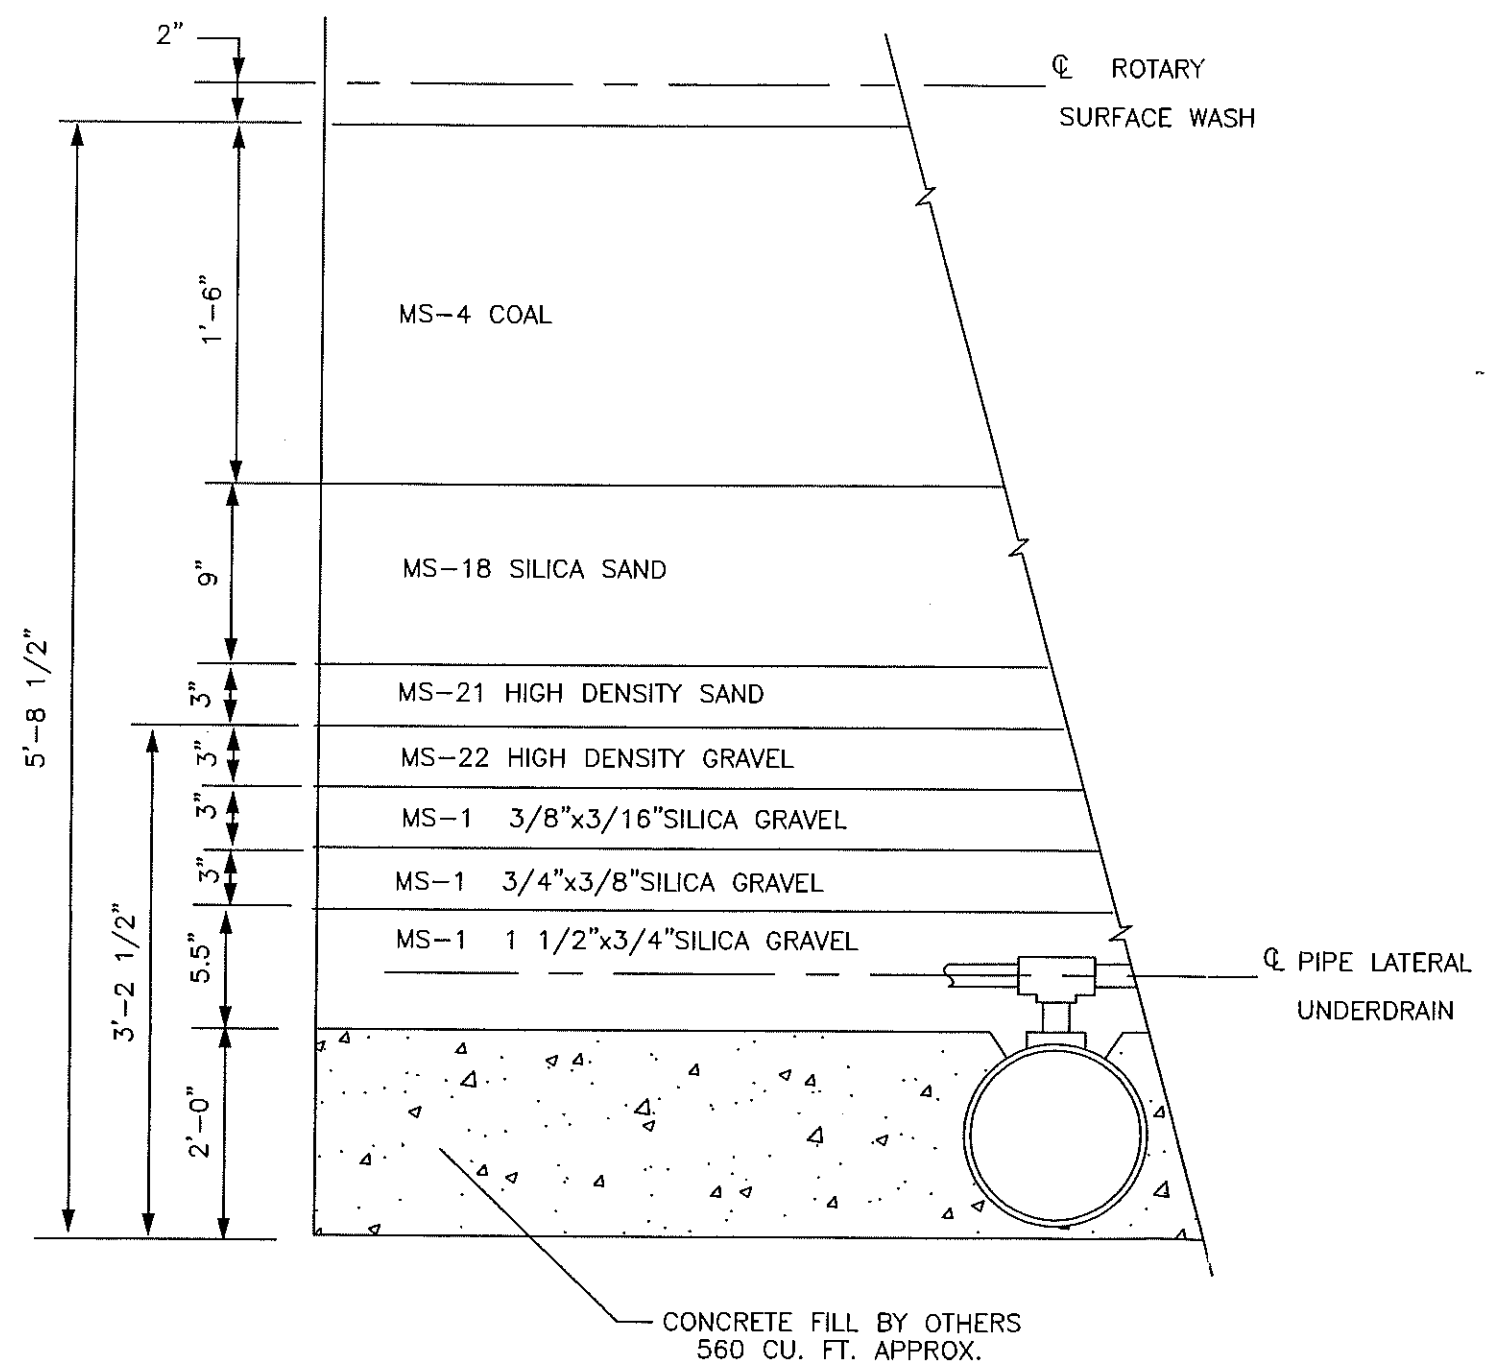 2"
℄ ROTARY
SURFACE WASH
1'-6"
MS-4 COAL
9"
MS-18 SILICA SAND
5'-8 1/2"
3"
MS-21 HIGH DENSITY SAND
3"
MS-22 HIGH DENSITY GRAVEL
3"
MS-1 3/8"x3/16"SILICA GRAVEL
3"
MS-1 3/4"x3/8"SILICA GRAVEL
3'-2 1/2"
5.5"
MS-1 1 1/2"x3/4"SILICA GRAVEL
℄ PIPE LATERAL
UNDERDRAIN
2'-0"
CONCRETE FILL BY OTHERS
560 CU. FT. APPROX.